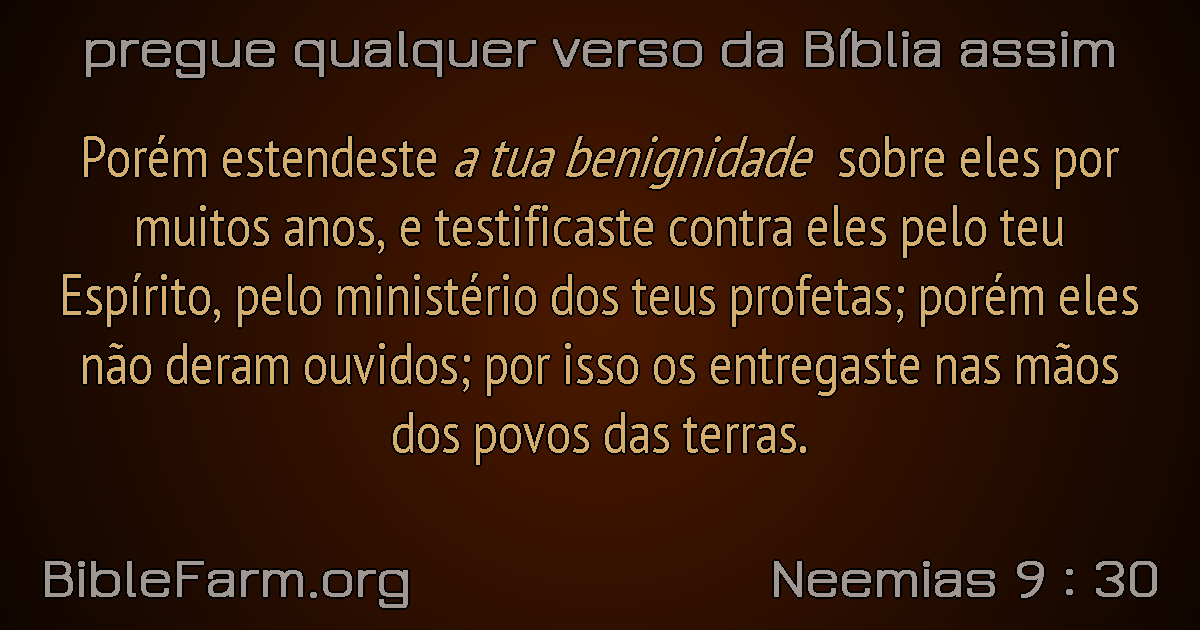 pregue qualquer verso da Bíblia assim
Porém estendeste a tua benignidade sobre eles por
muitos anos, e testificaste contra eles pelo teu
Espírito, pelo ministério dos teus profetas; porém eles
não deram ouvidos; por isso os entregaste nas mãos
dos povos das terras.
BibleFarm.org
Neemias 9 : 30